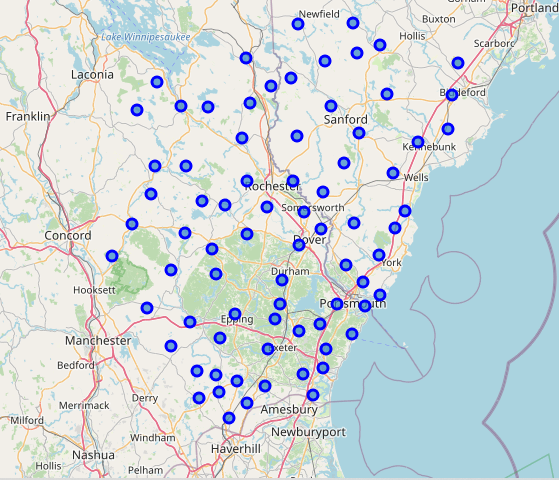 Portland
Newfield
Buxton
Lake Winnipesaukee
Hollis
Scarboro
Laconia
Biddeford
Franklin
Sanford
Kennebunk
Wells
Rochester
Somersworth
Concord
Dover
York
Durham
Hooksett
Portsmouth
Epping
Manchester
Exeter
Bedford
Derry
Merrimack
Amesbury
Milford
Newburyport
Windham
Haverhill
Nashua
Hollis
Pelham